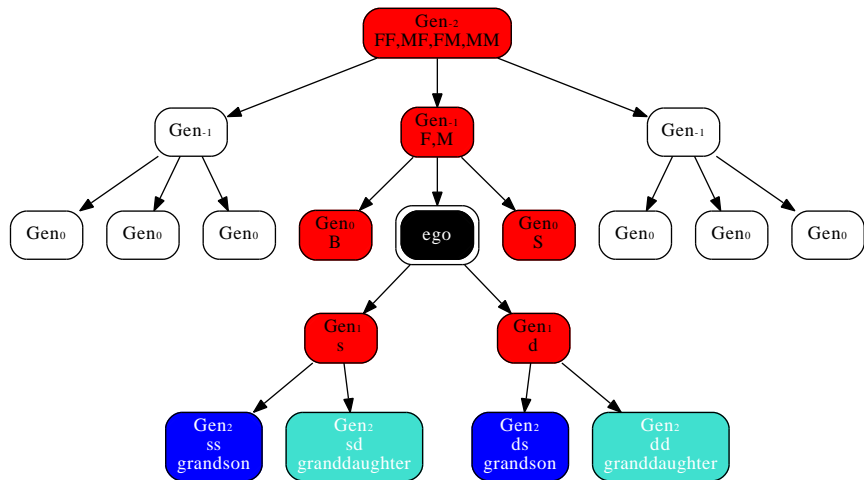 Gen-2
FF,MF,FM,MM
Gen-1
Gen-1
F,M
Gen-1
Gen0
Gen0
Gen0
Gen0
B
ego
Gen0
S
Gen0
Gen0
Gen0
Gen1
s
Gen1
d
Gen2
ss
grandson
Gen2
sd
granddaughter
Gen2
ds
grandson
Gen2
dd
granddaughter